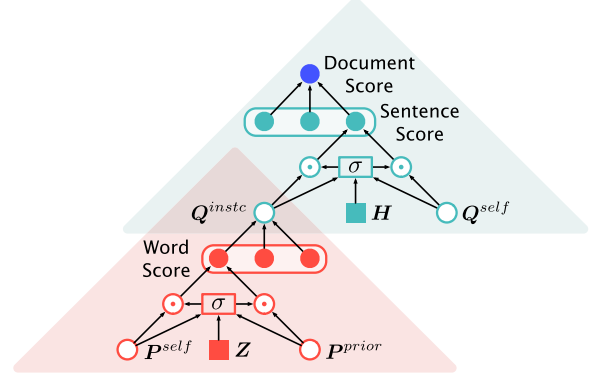 Document
Score
Sentence
Score
σ
Q^{instc}
H
Q^{self}
Word
Score
σ
P^{self}
Z
P^{prior}